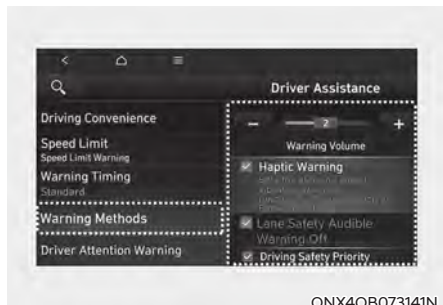 Driver Assistance
Driving Convenience
Speed Limit
Speed Limit Warning
Warning Timing
Standard
Warning Methods
Driver Attention Warning
− 2 +
Warning Volume
Haptic Warning
Lane Safety Audible
Warning Off
Driving Safety Priority
ONX4OB073141N